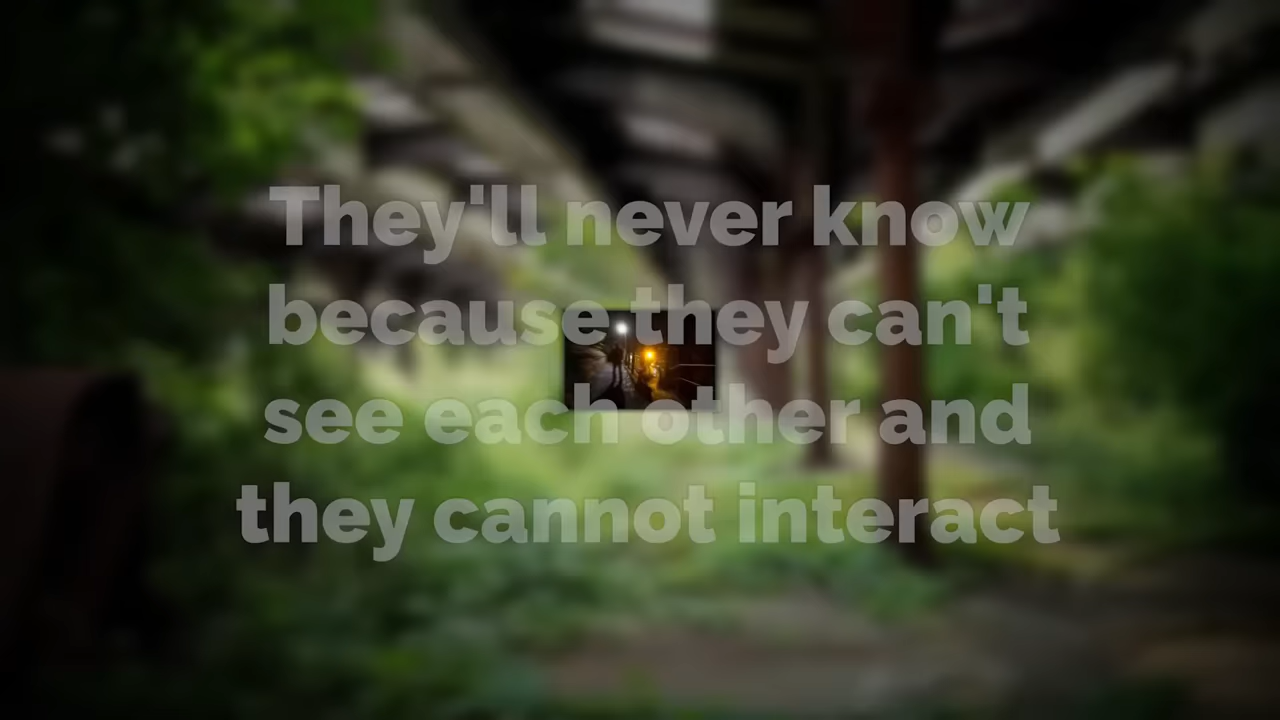 They'll never know
because they can't
see each other and
they cannot interact